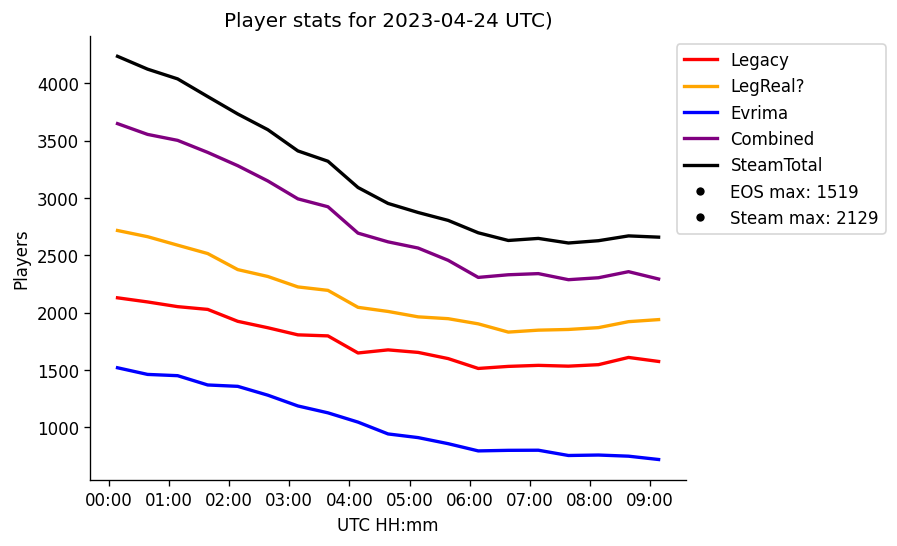 Player stats for 2023-04-24 UTC)
Legacy
LegReal?
Evrima
Combined
SteamTotal
EOS max: 1519
Steam max: 2129
Players
4000
3500
3000
2500
2000
1500
1000
00:00 01:00 02:00 03:00 04:00 05:00 06:00 07:00 08:00 09:00
UTC HH:mm